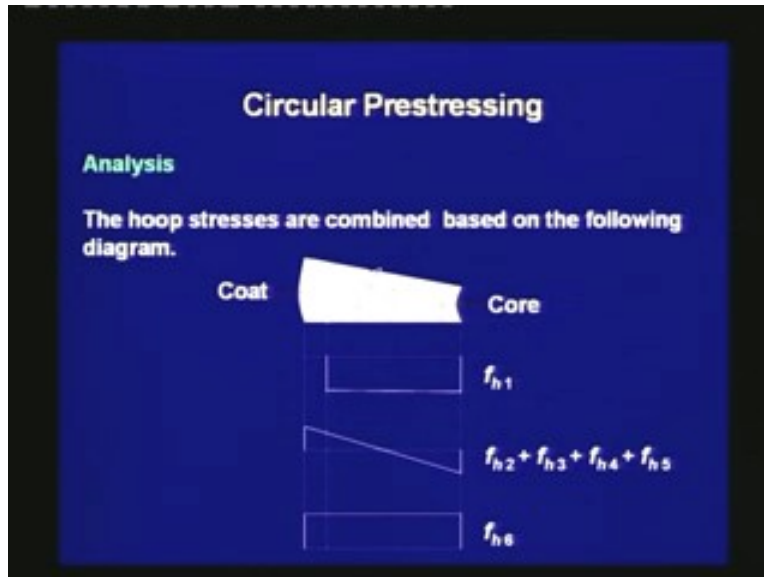 Circular Prestressing
Analysis
The hoop stresses are combined based on the following
diagram.
Coat
Core
fh1
fh2 + fh3 + fh4 + fh5
fh6